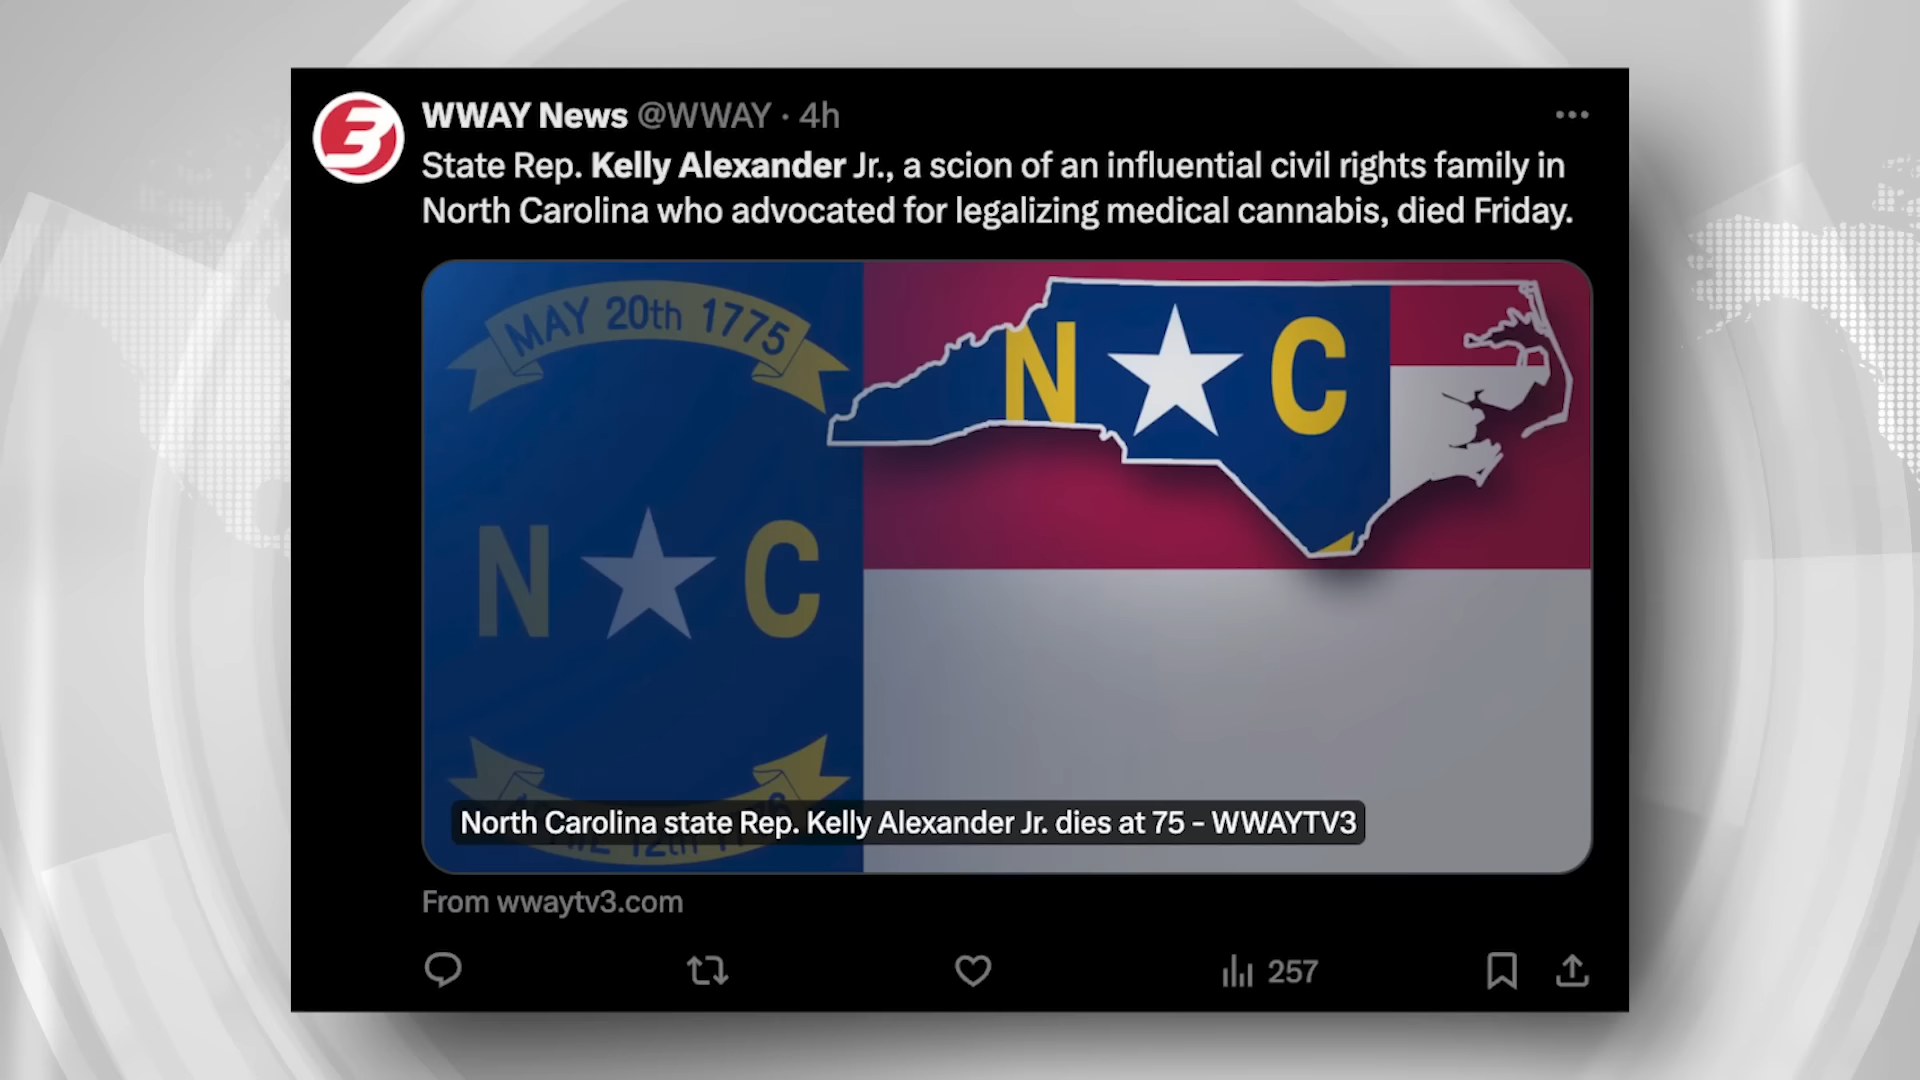 WWAY News @WWAY · 4h
State Rep. Kelly Alexander Jr., a scion of an influential civil rights family in
North Carolina who advocated for legalizing medical cannabis, died Friday.
MAY 20th 1775
N C
N C
North Carolina state Rep. Kelly Alexander Jr. dies at 75 - WWAYTV3
12th
From wwaytv3.com
257